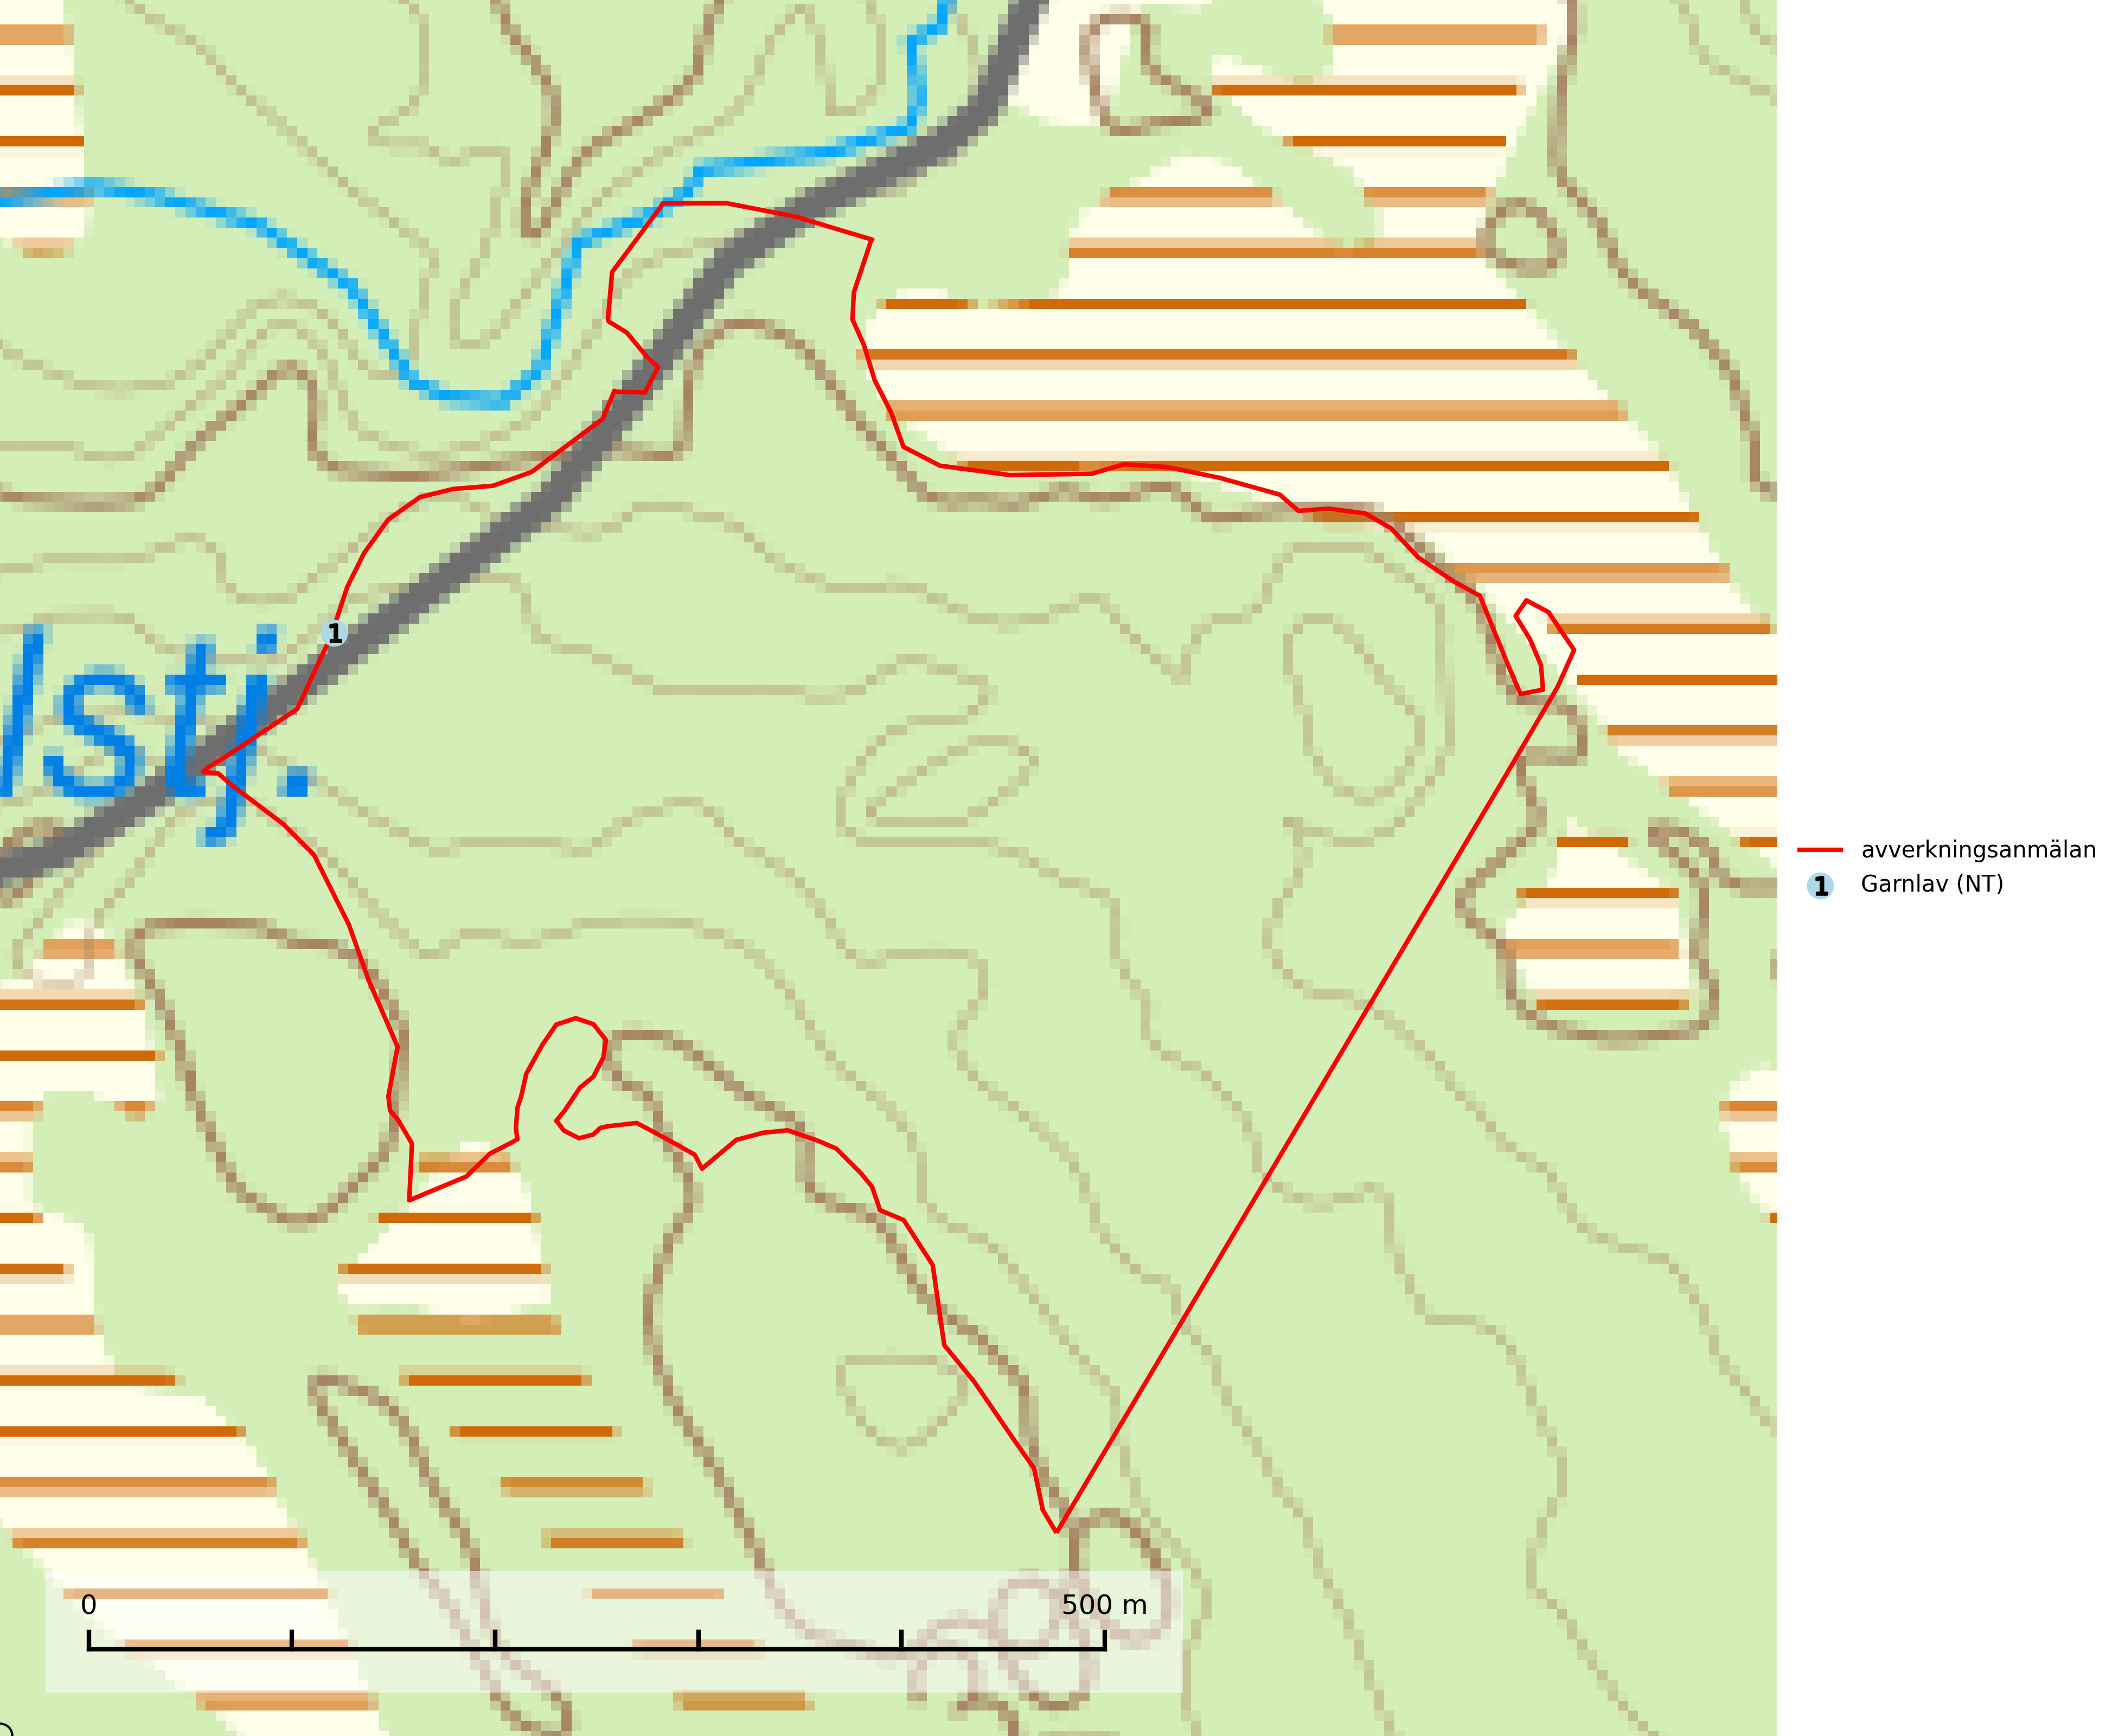 lstj.
1
avverkningsanmälan
1 Garnlav (NT)
0 500 m